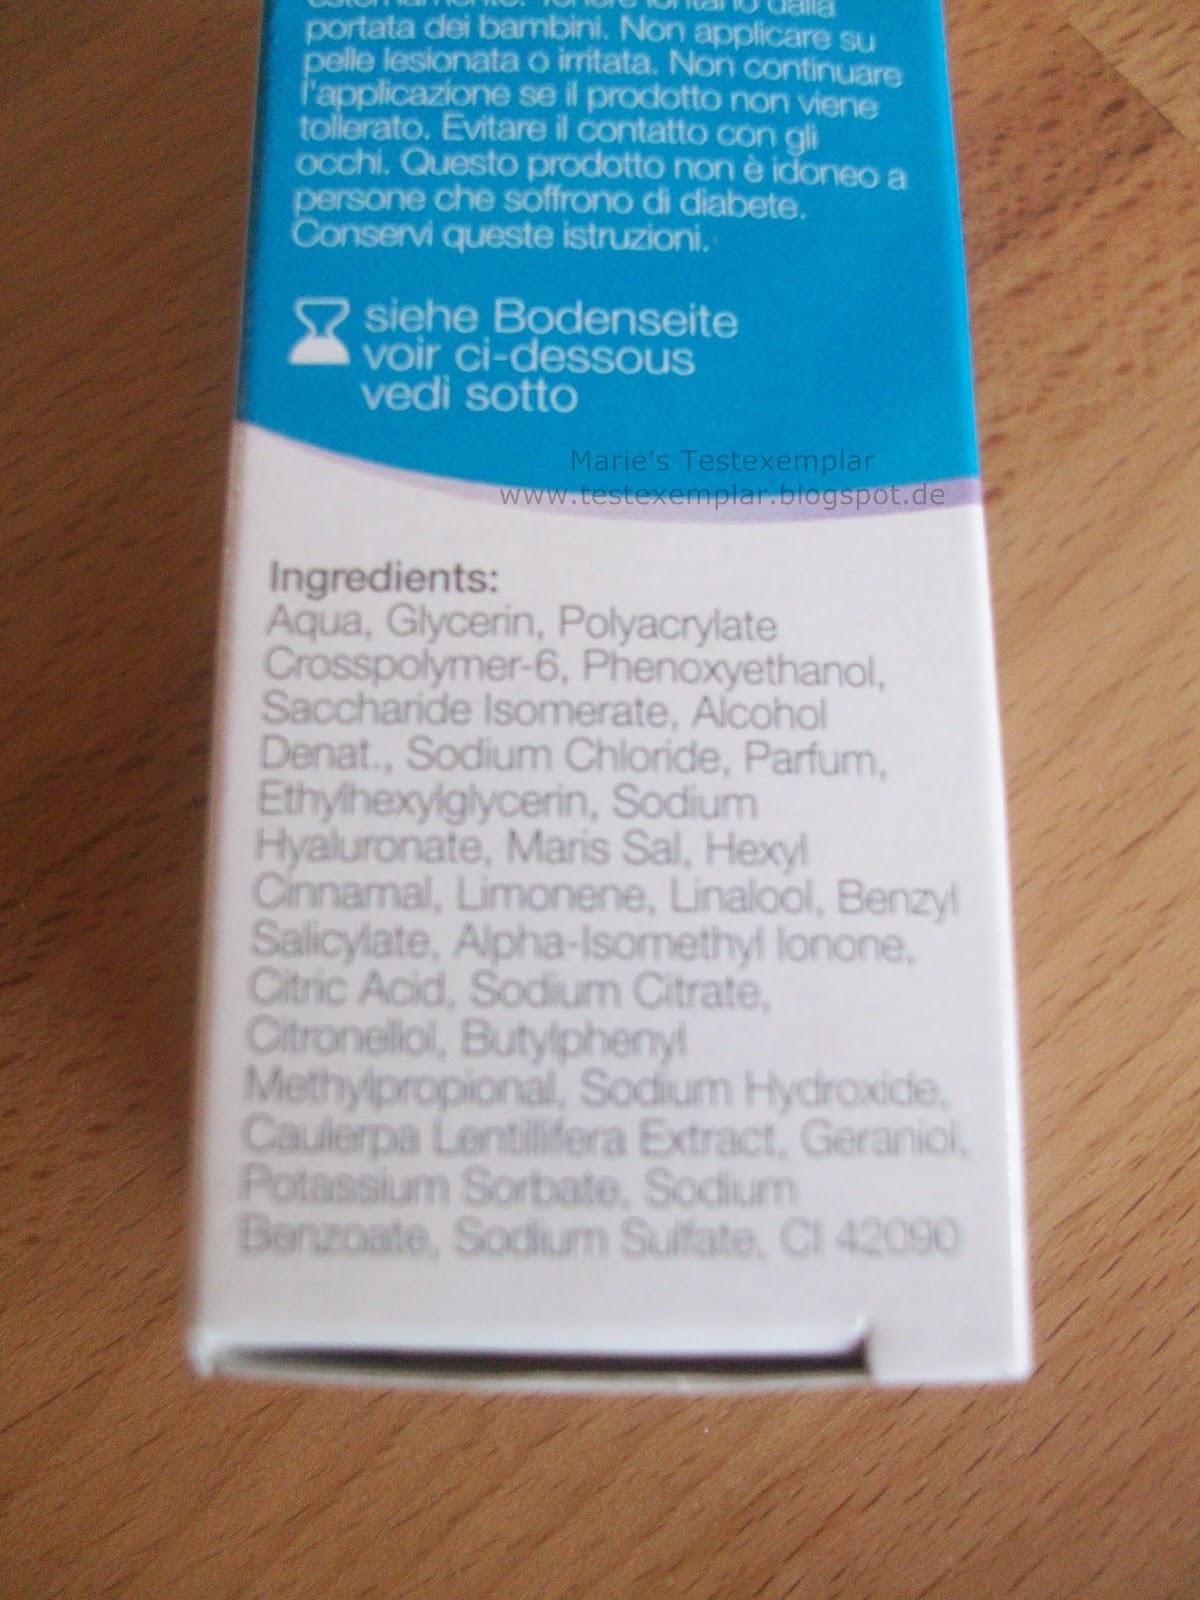 esternamente. Tenere lontano dalla
portata dei bambini. Non applicare su
pelle lesionata o irritata. Non continuare
l'applicazione se il prodotto non viene
tollerato. Evitare il contatto con gli
occhi. Questo prodotto non è idoneo a
persone che soffrono di diabete.
Conservi queste istruzioni.
siehe Bodenseite
voir ci-dessous
vedi sotto
Marie's Testexemplar
www.testexemplar.blogspot.de
Ingredients:
Aqua, Glycerin, Polyacrylate
Crosspolymer-6, Phenoxyethanol,
Saccharide Isomerate, Alcohol
Denat., Sodium Chloride, Parfum,
Ethylhexylglycerin, Sodium
Hyaluronate, Maris Sal, Hexyl
Cinnamal, Limonene, Linalool, Benzyl
Salicylate, Alpha-Isomethyl Ionone,
Citric Acid, Sodium Citrate,
Citronellol, Butylphenyl
Methylpropional, Sodium Hydroxide,
Caulerpa Lentillifera Extract, Geraniol,
Potassium Sorbate, Sodium
Benzoate, Sodium Sulfate, CI 42090